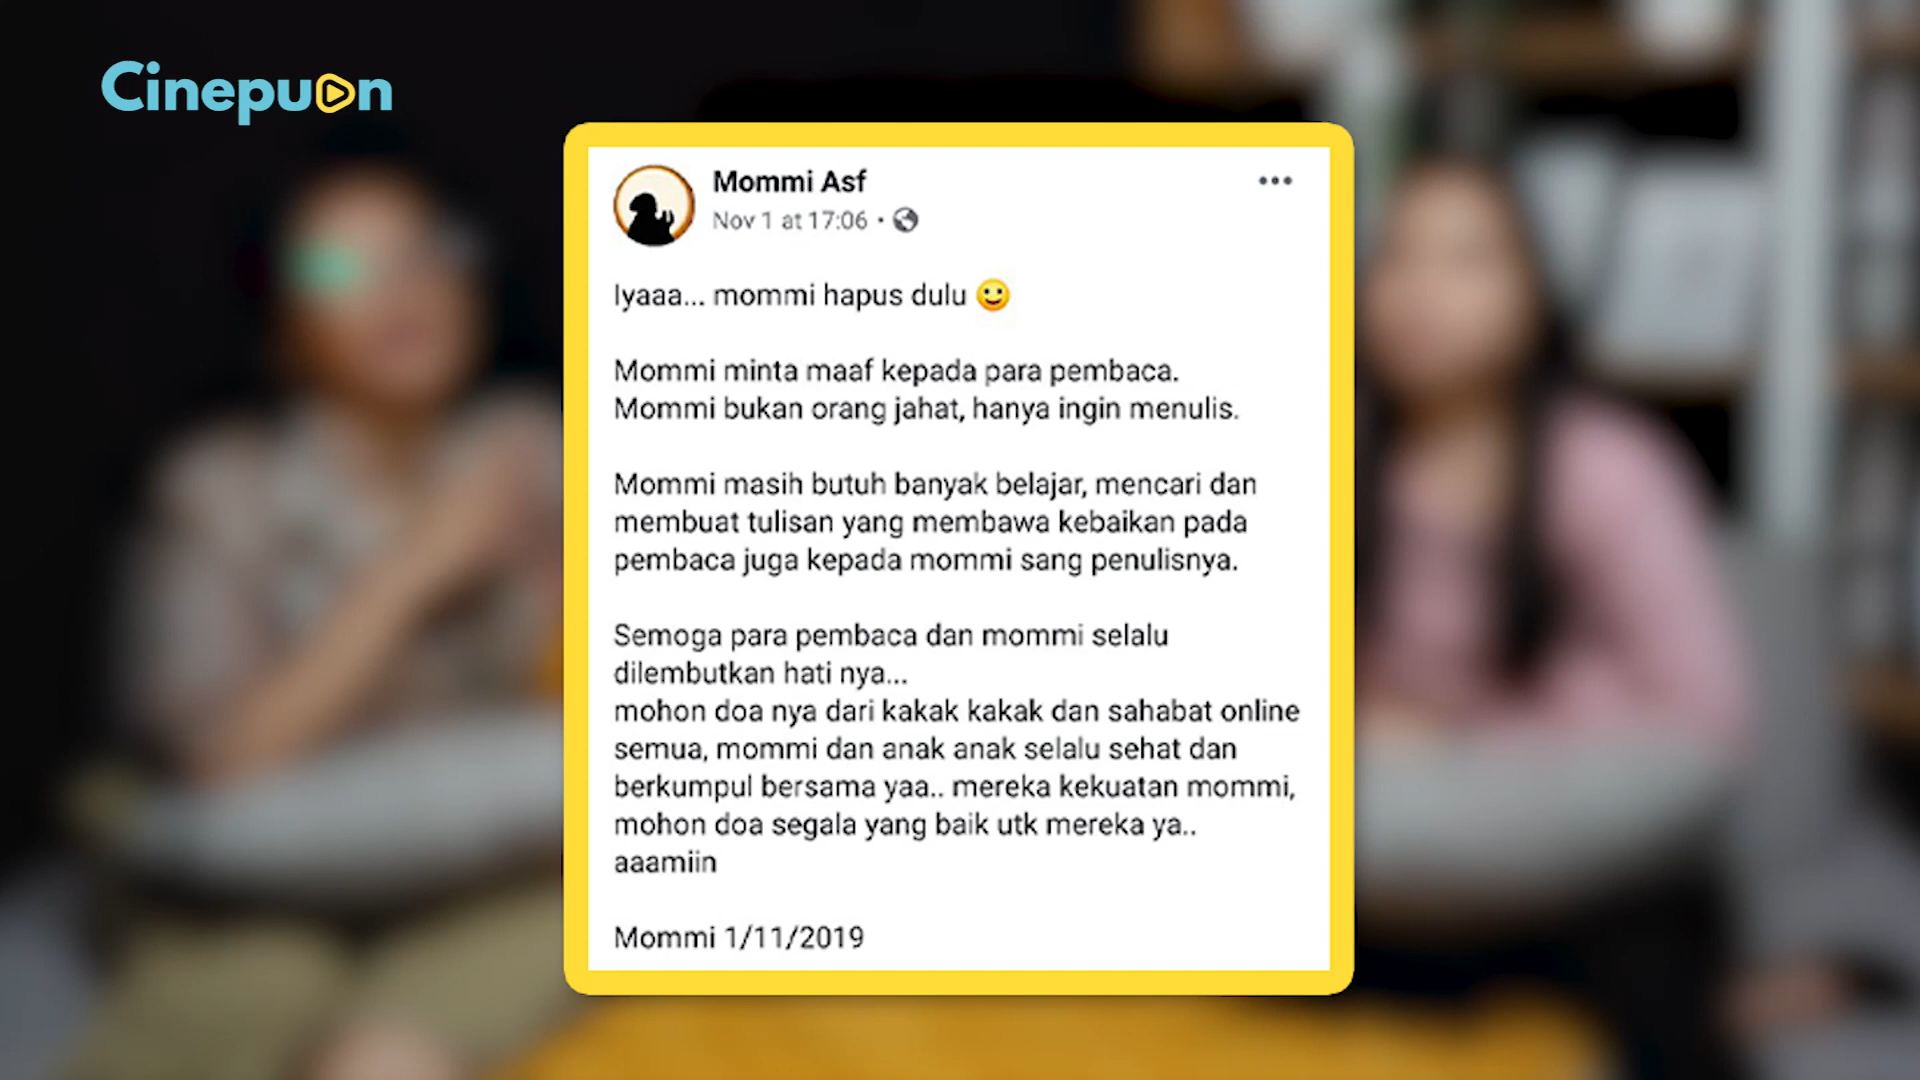 Cinepuan
Mommi Asf
Nov 1 at 17:06 ·
Iyaaa... mommi hapus dulu 🙂
Mommi minta maaf kepada para pembaca.
Mommi bukan orang jahat, hanya ingin menulis.
Mommi masih butuh banyak belajar, mencari dan
membuat tulisan yang membawa kebaikan pada
pembaca juga kepada mommi sang penulisnya.
Semoga para pembaca dan mommi selalu
dilembutkan hati nya...
mohon doa nya dari kakak kakak dan sahabat online
semua, mommi dan anak anak selalu sehat dan
berkumpul bersama yaa.. mereka kekuatan mommi,
mohon doa segala yang baik utk mereka ya..
aaamiin
Mommi 1/11/2019